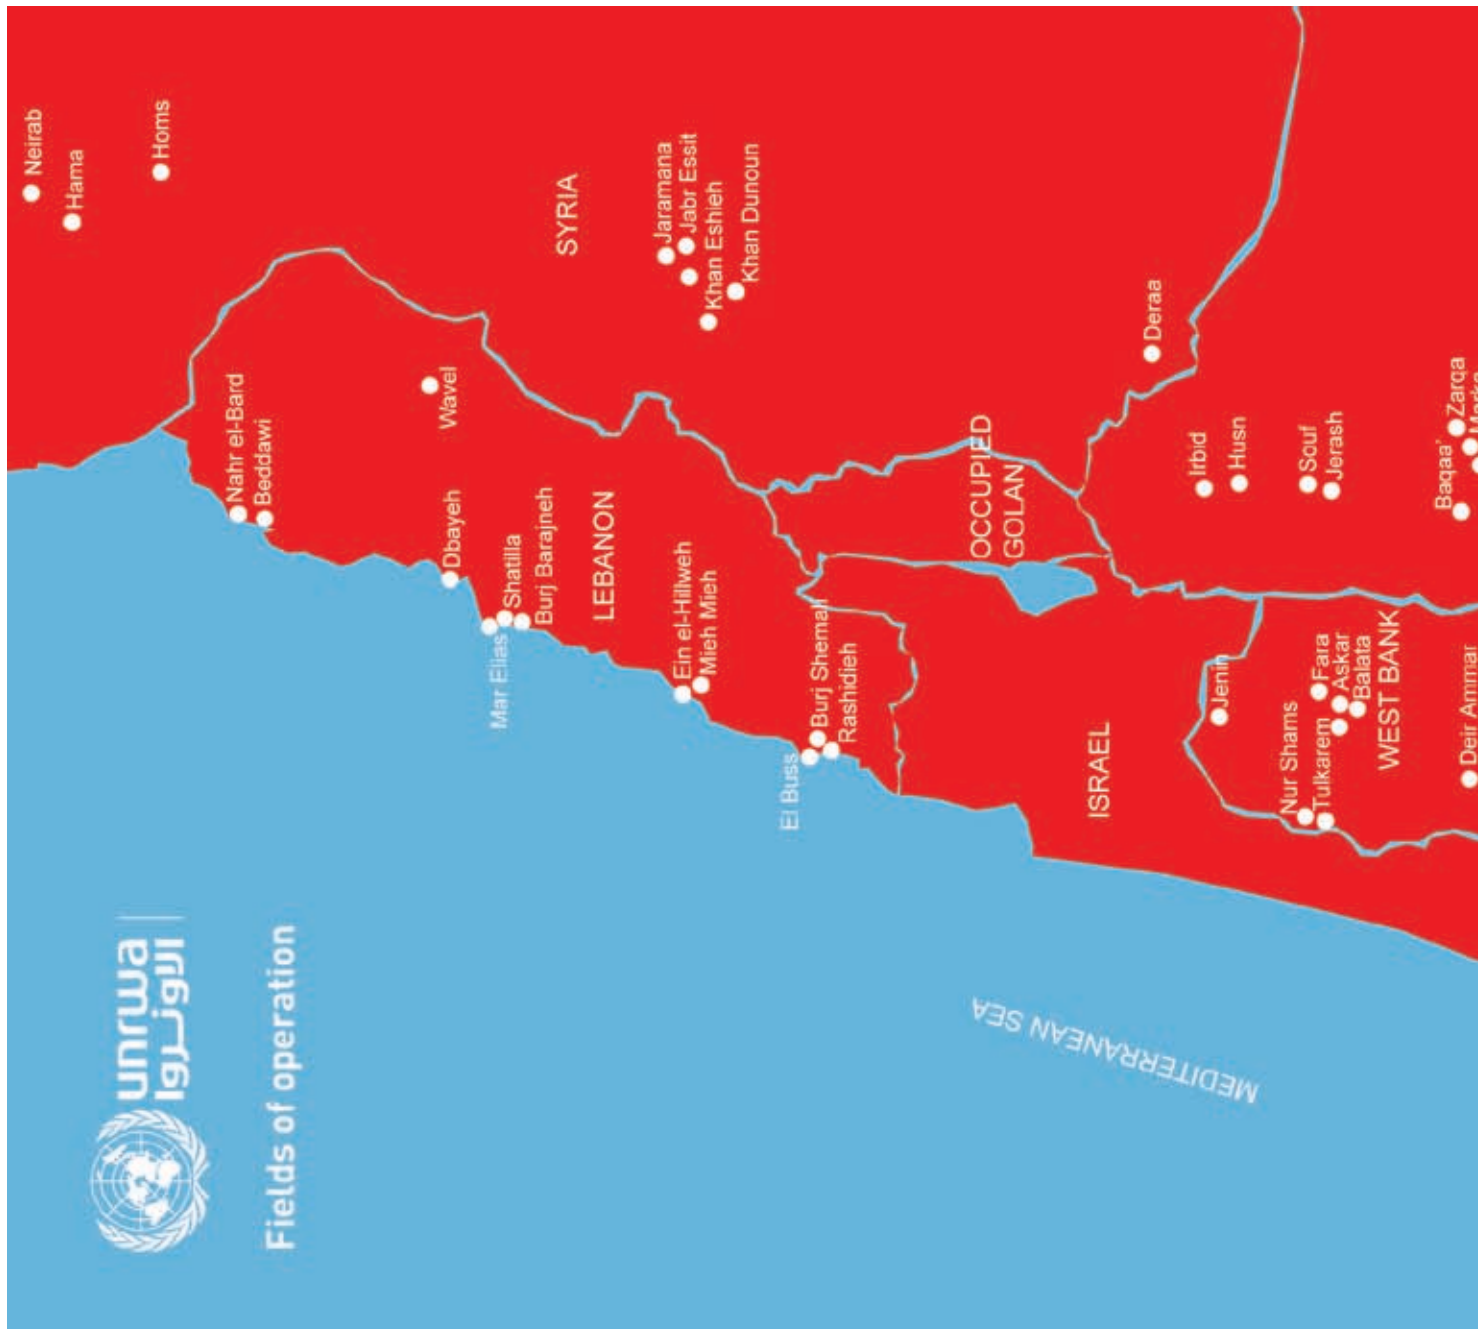 unrwa
الاونروا
Fields of operation
Neirab
Hama
Homs
SYRIA
Jaramana
Jabr Essit
Khan Eshieh
Khan Dunoun
Deraa
Nahr el-Bard
Beddawi
Wavel
Dbayeh
Mar Elias
Shatilla
Burj Barajneh
LEBANON
Ein el-Hillweh
Mieh Mieh
El Buss
Burj Shemali
Rashidieh
OCCUPIED
GOLAN
Irbid
Husn
Souf
Jerash
Baqaa'
Zarqa
ISRAEL
Jenin
Nur Shams
Tulkarem
Fara
Askar
Balata
WEST BANK
Deir Ammar
MEDITERRANEAN SEA